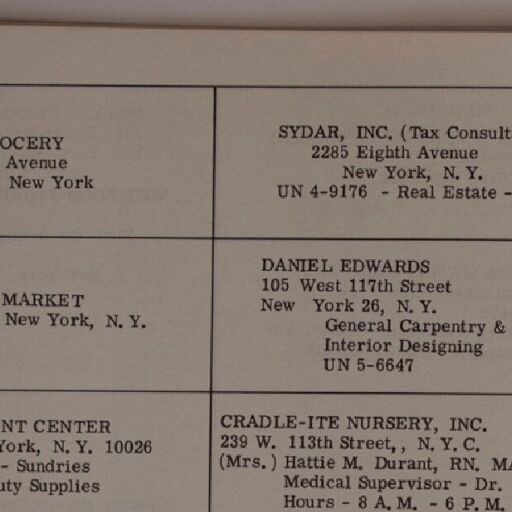 OCERY
Avenue
New York
SYDAR, INC. (Tax Consult
2285 Eighth Avenue
New York, N. Y.
UN 4-9176 - Real Estate -
MARKET
New York, N. Y.
DANIEL EDWARDS
105 West 117th Street
New York 26, N. Y.
General Carpentry &
Interior Designing
UN 5-6647
NT CENTER
York, N. Y. 10026
- Sundries
uty Supplies
CRADLE-ITE NURSERY, INC.
239 W. 113th Street,, N. Y. C.
(Mrs.) Hattie M. Durant, RN. MA
Medical Supervisor - Dr.
Hours - 8 A. M. - 6 P. M.